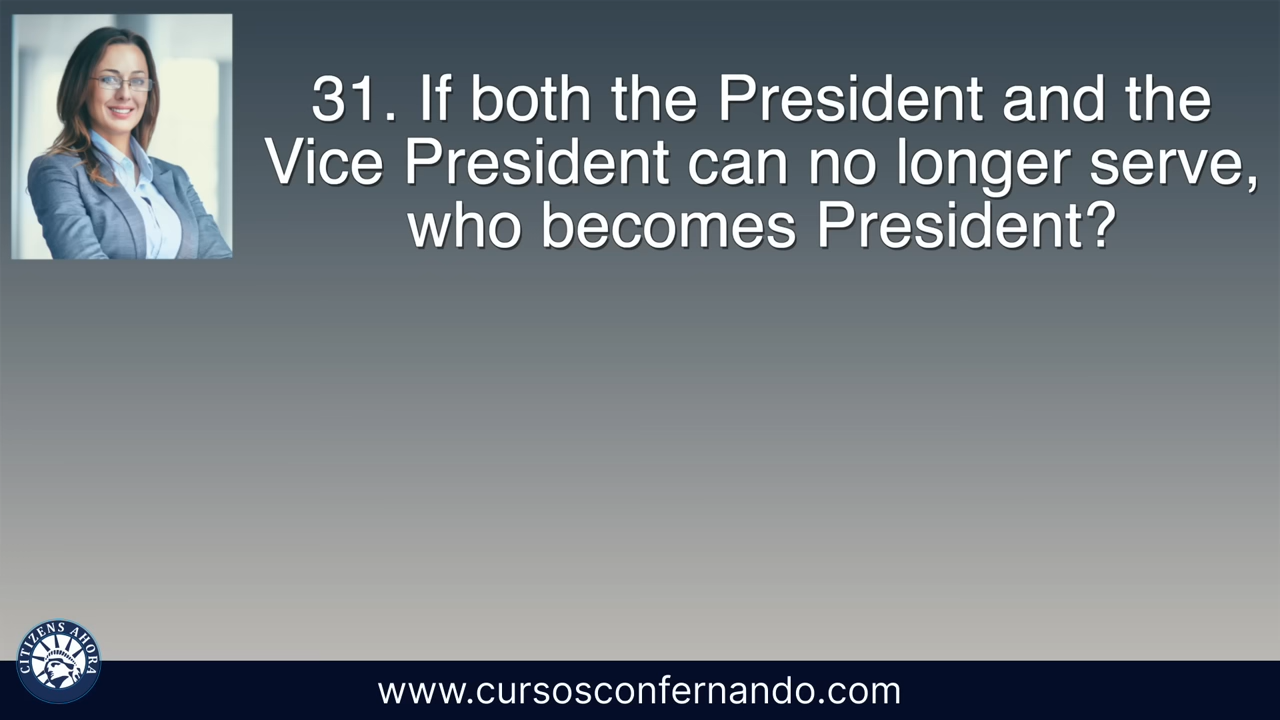 31. If both the President and the
Vice President can no longer serve,
who becomes President?
CITIZENS AHORA
www.cursosconfernando.com